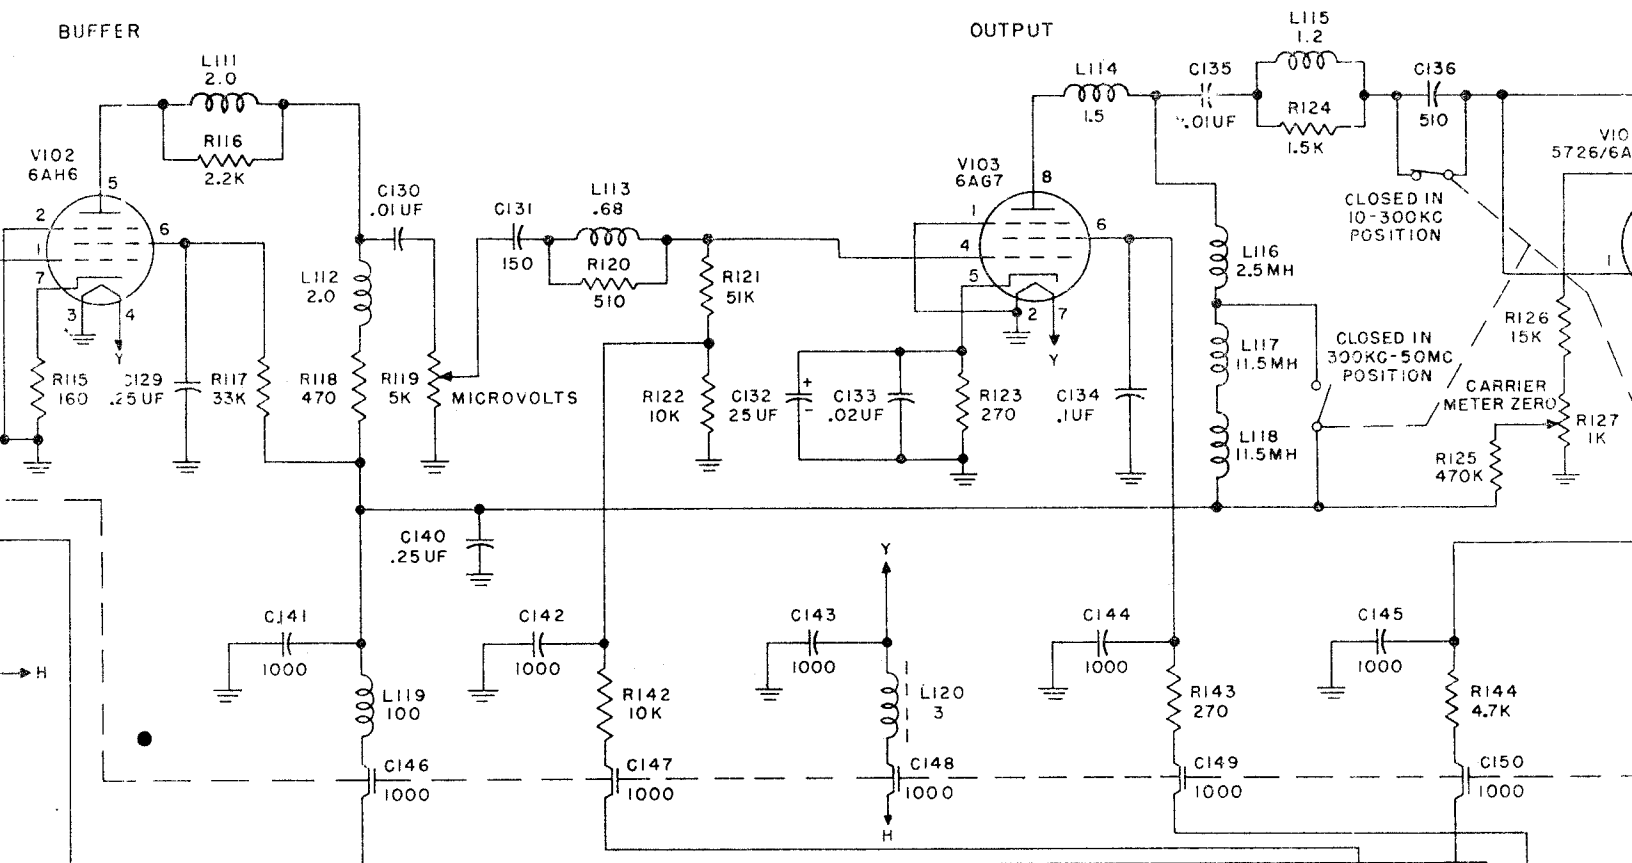 BUFFER
OUTPUT
L111
2.0
R116
2.2K
V102
6AH6
5
2
1
7
6
3
4
Y
R115
160
C129
.25UF
R117
33K
R118
470
L112
2.0
C130
.01UF
R119
5K
MICROVOLTS
C131
150
L113
.68
R120
510
R121
51K
R122
10K
C132
25UF
+
-
C133
.02UF
R123
270
C134
.1UF
V103
6AG7
8
1
4
5
6
2
7
Y
L114
1.5
C135
.01UF
L115
1.2
R124
1.5K
C136
510
CLOSED IN
10-300KC
POSITION
L116
2.5MH
L117
11.5MH
L118
11.5MH
CLOSED IN
300KC-50MC
POSITION
CARRIER
METER ZERO
R125
470K
R126
15K
R127
1K
V10
5726/6A
1
C140
.25UF
C141
1000
L119
100
C146
1000
C142
1000
R142
10K
C147
1000
Y
C143
1000
L120
3
C148
1000
H
C144
1000
R143
270
C149
1000
C145
1000
R144
4.7K
C150
1000
H